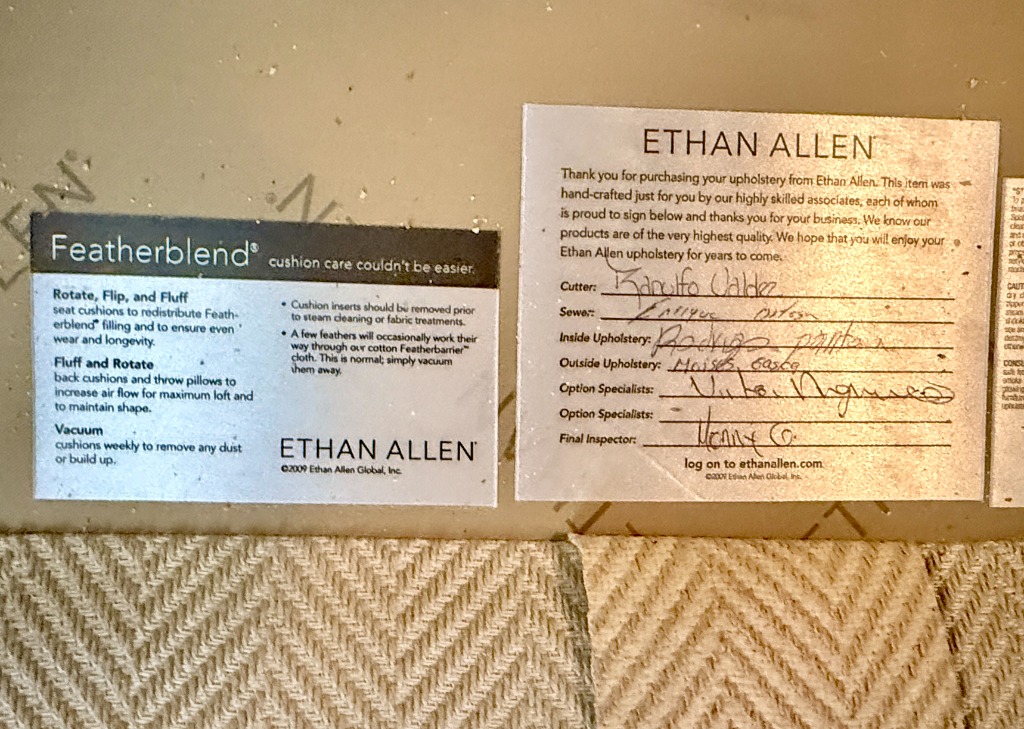 Featherblend® cushion care couldn't be easier.
Rotate, Flip, and Fluff
seat cushions to redistribute Feath-
erblend® filling and to ensure even
wear and longevity.
Fluff and Rotate
back cushions and throw pillows to
increase air flow for maximum loft and
to maintain shape.
Vacuum
cushions weekly to remove any dust
or build up.
• Cushion inserts should be removed prior
to steam cleaning or fabric treatments.
• A few feathers will occasionally work their
way through our cotton Featherbarrier™
cloth. This is normal; simply vacuum
them away.
ETHAN ALLEN®
©2009 Ethan Allen Global, Inc.
ETHAN ALLEN®
Thank you for purchasing your upholstery from Ethan Allen. This item was
hand-crafted just for you by our highly skilled associates, each of whom
is proud to sign below and thanks you for your business. We know our
products are of the very highest quality. We hope that you will enjoy your
Ethan Allen upholstery for years to come.
Cutter: Ranulfo Valdez
Sewer: Enrique
Inside Upholstery: Rodrigo
Outside Upholstery: Moises
Option Specialists: Victor
Option Specialists:
Final Inspector: Co.
log on to ethanallen.com
©2009 Ethan Allen Global, Inc.